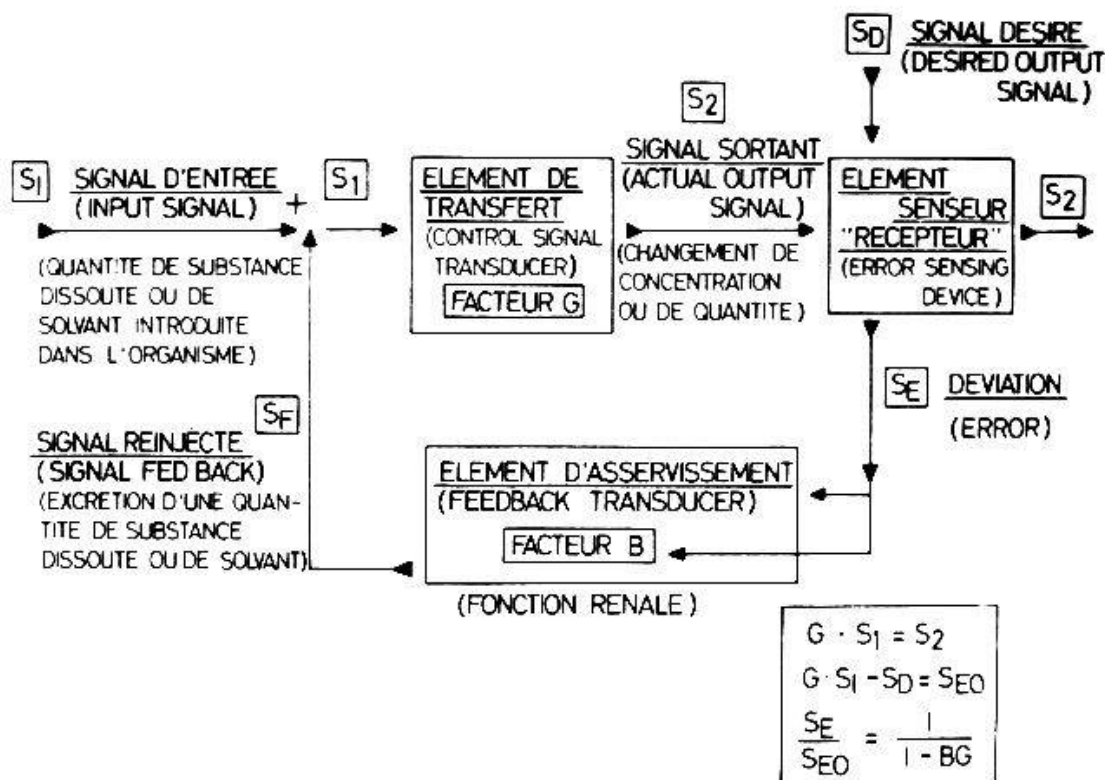 S_D SIGNAL DESIRE
(DESIRED OUTPUT
SIGNAL)
S_I SIGNAL D'ENTREE
(INPUT SIGNAL) +
(QUANTITE DE SUBSTANCE
DISSOUTE OU DE
SOLVANT INTRODUITE
DANS L'ORGANISME)
S_1
ELEMENT DE
TRANSFERT
(CONTROL SIGNAL
TRANSDUCER)
FACTEUR G
S_2
SIGNAL SORTANT
(ACTUAL OUTPUT
SIGNAL)
(CHANGEMENT DE
CONCENTRATION
OU DE QUANTITE)
ELEMENT
SENSEUR
"RECEPTEUR"
(ERROR SENSING
DEVICE)
S_2
S_E DEVIATION
(ERROR)
S_F
SIGNAL REINJECTE
(SIGNAL FED BACK)
(EXCRETION D'UNE QUAN-
TITE DE SUBSTANCE
DISSOUTE OU DE SOLVANT)
ELEMENT D'ASSERVISSEMENT
(FEEDBACK TRANSDUCER)
FACTEUR B
(FONCTION RENALE)
G · S_1 = S_2
G · S_I - S_D = S_EO
S_E / S_EO = 1 / 1 - BG